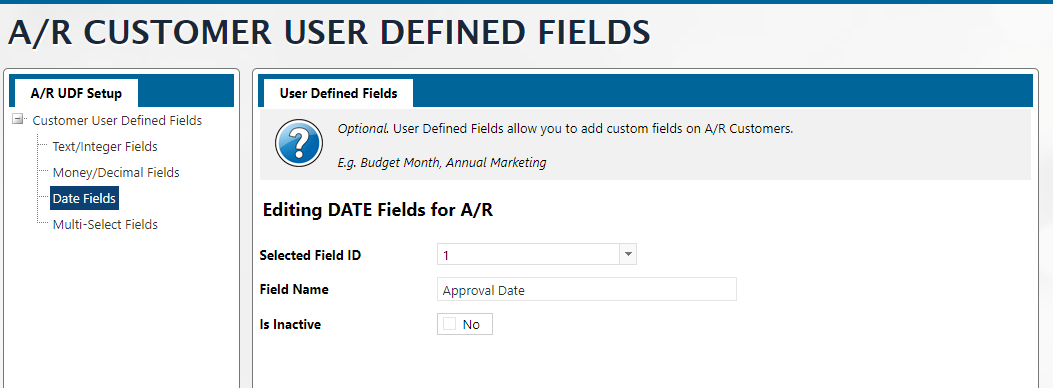 A/R CUSTOMER USER DEFINED FIELDS
A/R UDF Setup
Customer User Defined Fields
Text/Integer Fields
Money/Decimal Fields
Date Fields
Multi-Select Fields
User Defined Fields
Optional. User Defined Fields allow you to add custom fields on A/R Customers.
E.g. Budget Month, Annual Marketing
Editing DATE Fields for A/R
Selected Field ID 1
Field Name Approval Date
Is Inactive No